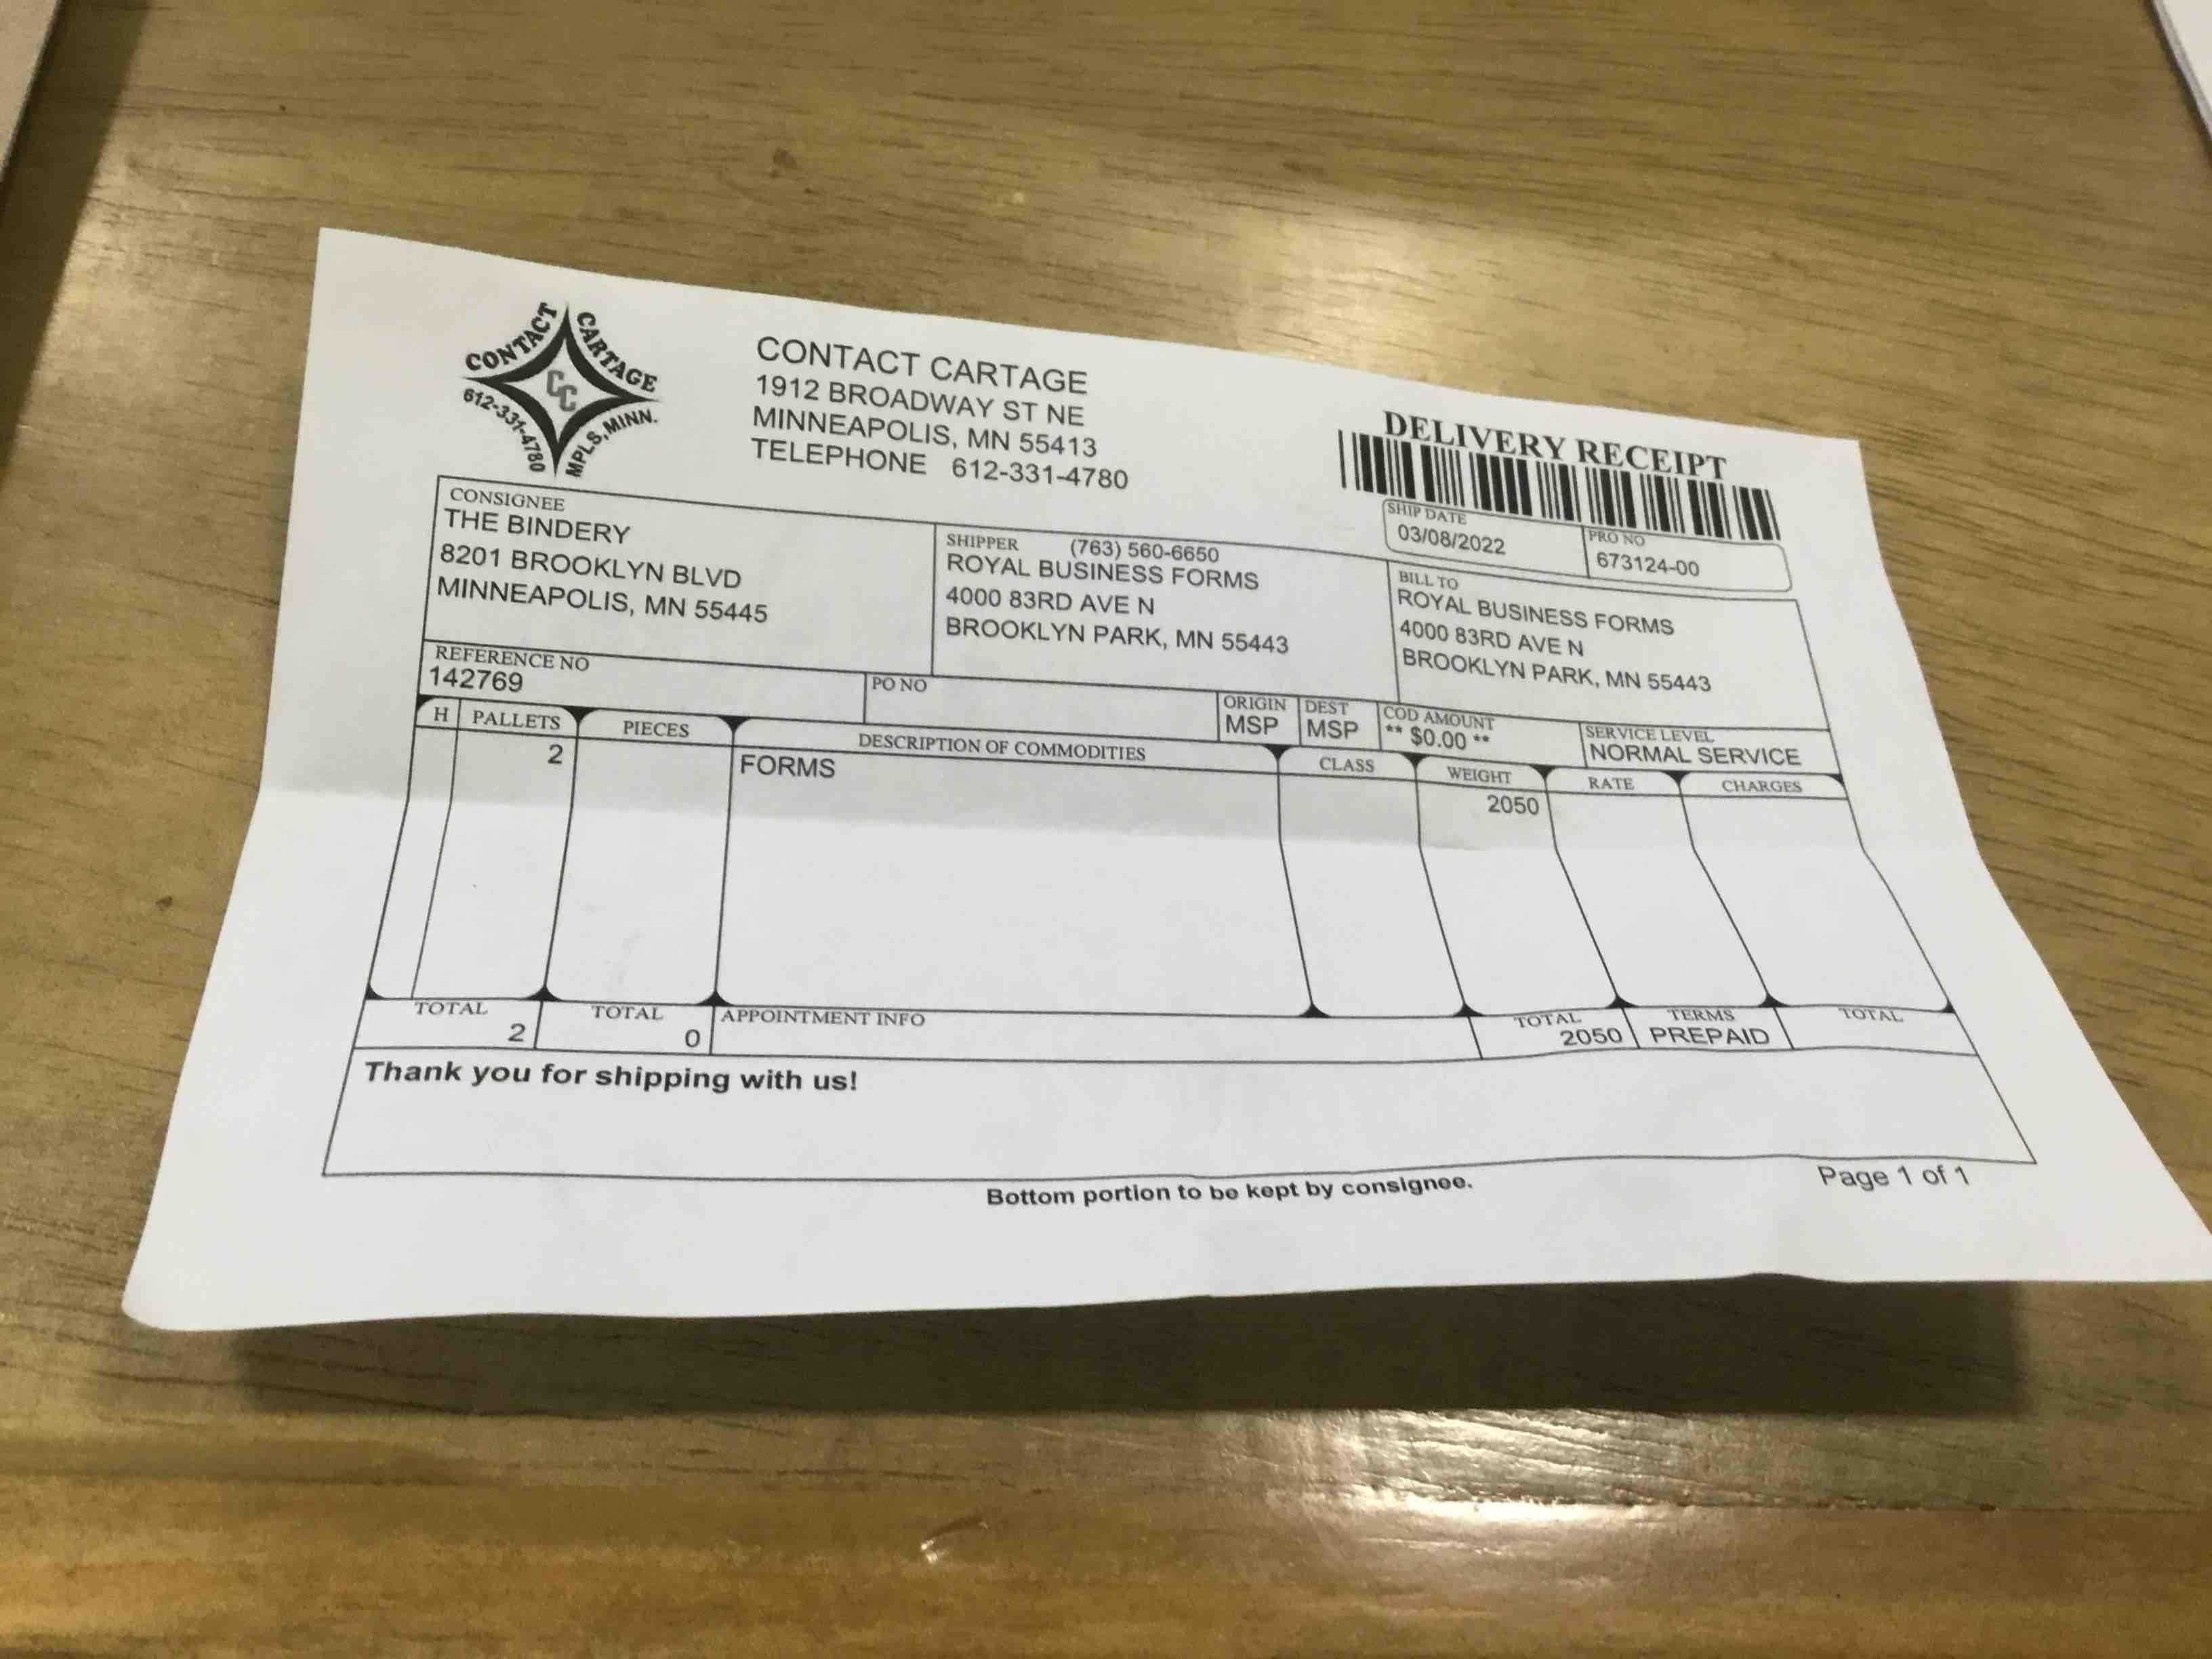 CONTACT CARTAGE
CC
612-331-4780 MPLS, MINN.
CONTACT CARTAGE
1912 BROADWAY ST NE
MINNEAPOLIS, MN 55413
TELEPHONE 612-331-4780
DELIVERY RECEIPT
SHIP DATE
03/08/2022
PRO NO
673124-00
CONSIGNEE
THE BINDERY
8201 BROOKLYN BLVD
MINNEAPOLIS, MN 55445
SHIPPER (763) 560-6650
ROYAL BUSINESS FORMS
4000 83RD AVE N
BROOKLYN PARK, MN 55443
BILL TO
ROYAL BUSINESS FORMS
4000 83RD AVE N
BROOKLYN PARK, MN 55443
REFERENCE NO
142769
PO NO
ORIGIN
MSP
DEST
MSP
COD AMOUNT
** $0.00 **
SERVICE LEVEL
NORMAL SERVICE
H PALLETS PIECES DESCRIPTION OF COMMODITIES CLASS WEIGHT RATE CHARGES
2 FORMS 2050
TOTAL TOTAL APPOINTMENT INFO TOTAL TERMS TOTAL
2 0 2050 PREPAID
Thank you for shipping with us!
Bottom portion to be kept by consignee.
Page 1 of 1